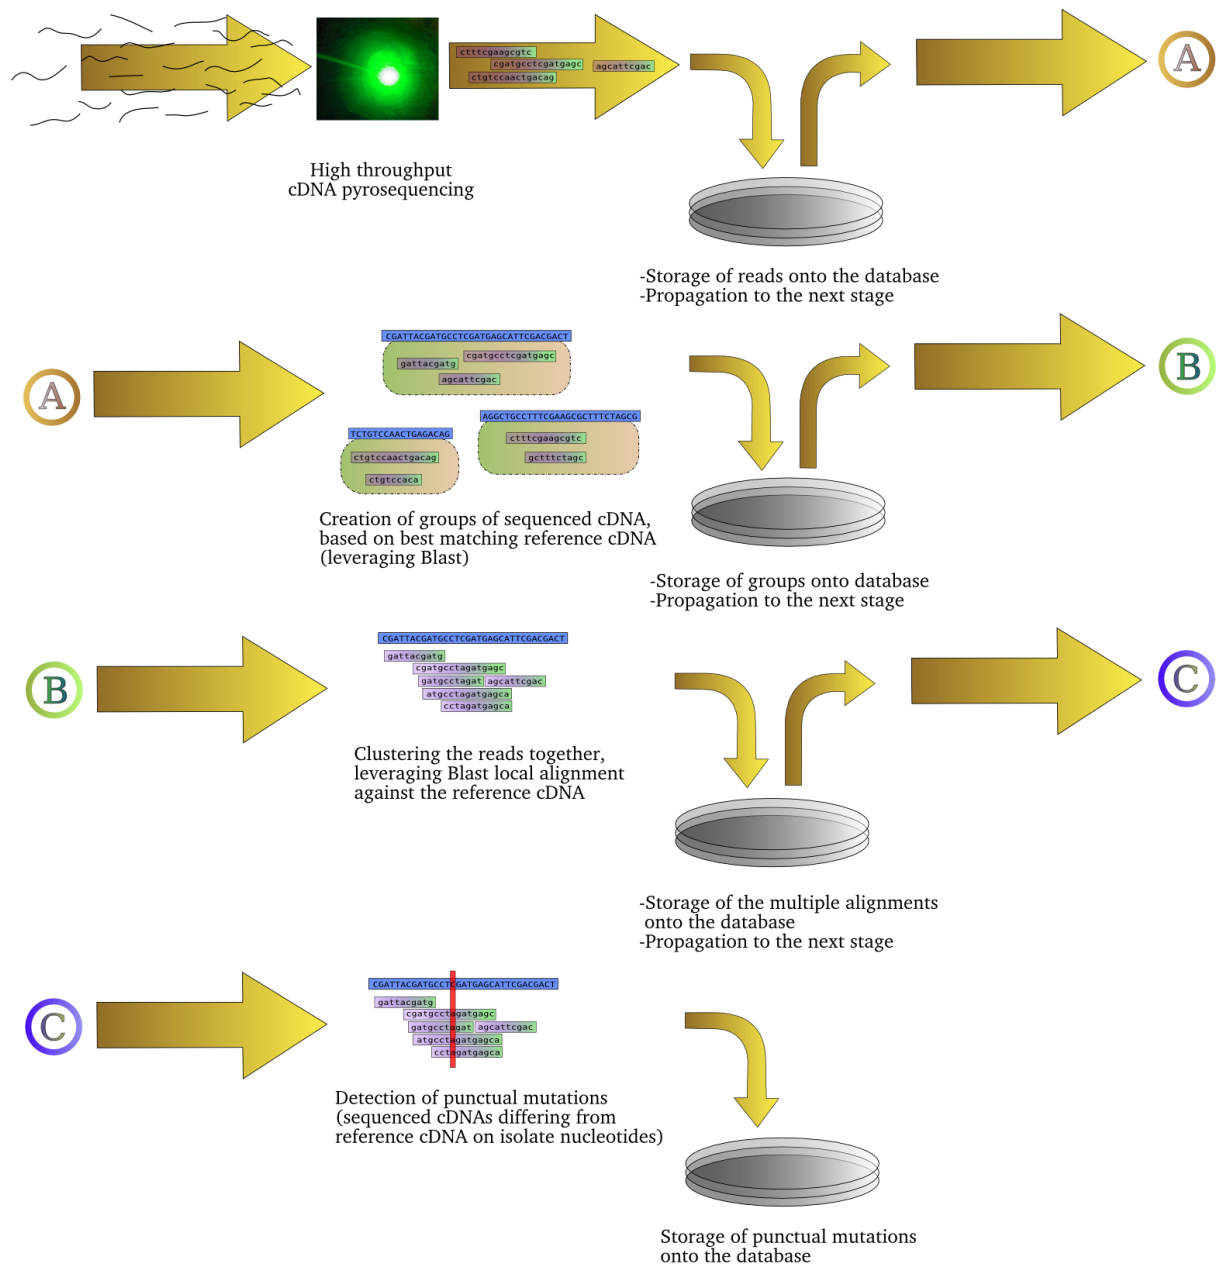 ctttcgaagcgtc
cgatgcctcgatgagc
agcattcgac
ctgtccaactgacag
A
High throughput
cDNA pyrosequencing
-Storage of reads onto the database
-Propagation to the next stage
A
CGATTACGATGCCTCGATGAGCATTCGACGACT
gattacgatg
cgatgcctcgatgagc
agcattcgac
AGGCTGCCTTTCGAAGCGCTTTCTAGCG
ctttcgaagcgtc
gctttctagc
TCTGTCCAACTGAGACAG
ctgtccaactgacag
ctgtccaca
B
Creation of groups of sequenced cDNA,
based on best matching reference cDNA
(leveraging Blast)
-Storage of groups onto database
-Propagation to the next stage
B
CGATTACGATGCCTCGATGAGCATTCGACGACT
gattacgatg
cgatgcctagatgagc
gatgcctagat
agcattcgac
atgcctagatgagca
cctagatgagca
C
Clustering the reads together,
leveraging Blast local alignment
against the reference cDNA
-Storage of the multiple alignments
onto the database
-Propagation to the next stage
C
CGATTACGATGCCTCGATGAGCATTCGACGACT
gattacgatg
cgatgcctagatgagc
gatgcctagat
agcattcgac
atgcctagatgagca
cctagatgagca
Detection of punctual mutations
(sequenced cDNAs differing from
reference cDNA on isolate nucleotides)
Storage of punctual mutations
onto the database